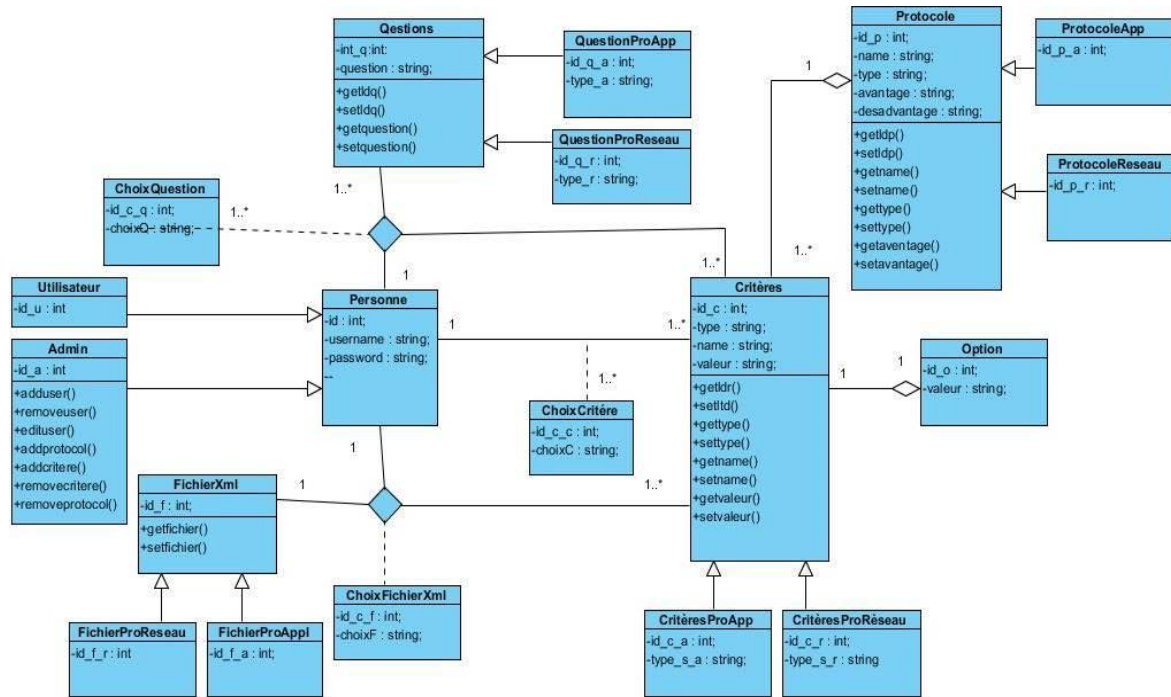 Qestions
-int_q:int:
-question : string;
+getIdq()
+setIdq()
+getquestion()
+setquestion()
QuestionProApp
-id_q_a : int;
-type_a : string;
QuestionProReseau
-id_q_r : int;
-type_r : string;
Protocole
-id_p : int;
-name : string;
-type : string;
-avantage : string;
-desadvantage : string;
+getIdp()
+setIdp()
+getname()
+setname()
+gettype()
+settype()
+getaventage()
+setavantage()
ProtocoleApp
-id_p_a : int;
ProtocoleReseau
-id_p_r : int;
1
1..*
ChoixQuestion
-id_c_q : int;
-choixQ : string;
1..*
1..*
1
1..*
Utilisateur
-id_u : int
Admin
-id_a : int
+adduser()
+removeuser()
+edituser()
+addprotocol()
+addcritere()
+removecritere()
+removeprotocol()
Personne
-id : int;
-username : string;
-password : string;
--
1
1..*
1..*
ChoixCritère
-id_c_c : int;
-choixC : string;
Critères
-id_c : int;
-type : string;
-name : string;
-valeur : string;
+getIdr()
+setItd()
+gettype()
+settype()
+getname()
+setname()
+getvaleur()
+setvaleur()
1
1
Option
-id_o : int;
-valeur : string;
1
1
1..*
FichierXml
-id_f : int;
+getfichier()
+setfichier()
FichierProReseau
-id_f_r : int
FichierProAppl
-id_f_a : int;
ChoixFichierXml
-id_c_f : int;
-choixF : string;
CritèresProApp
-id_c_a : int;
-type_s_a : string;
CritèresProRèseau
-id_c_r : int;
-type_s_r : string